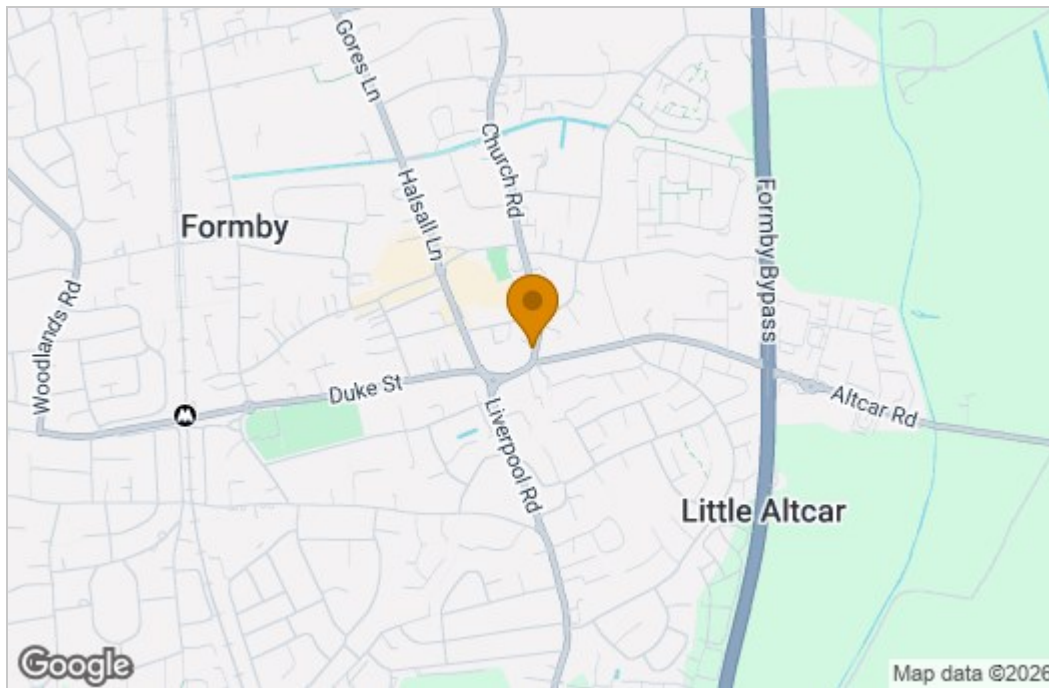 Gores Ln
Church Rd
Halsall Ln
Formby
Formby Bypass
Woodlands Rd
Duke St
Altcar Rd
Liverpool Rd
Little Altcar
Google
Map data ©2026